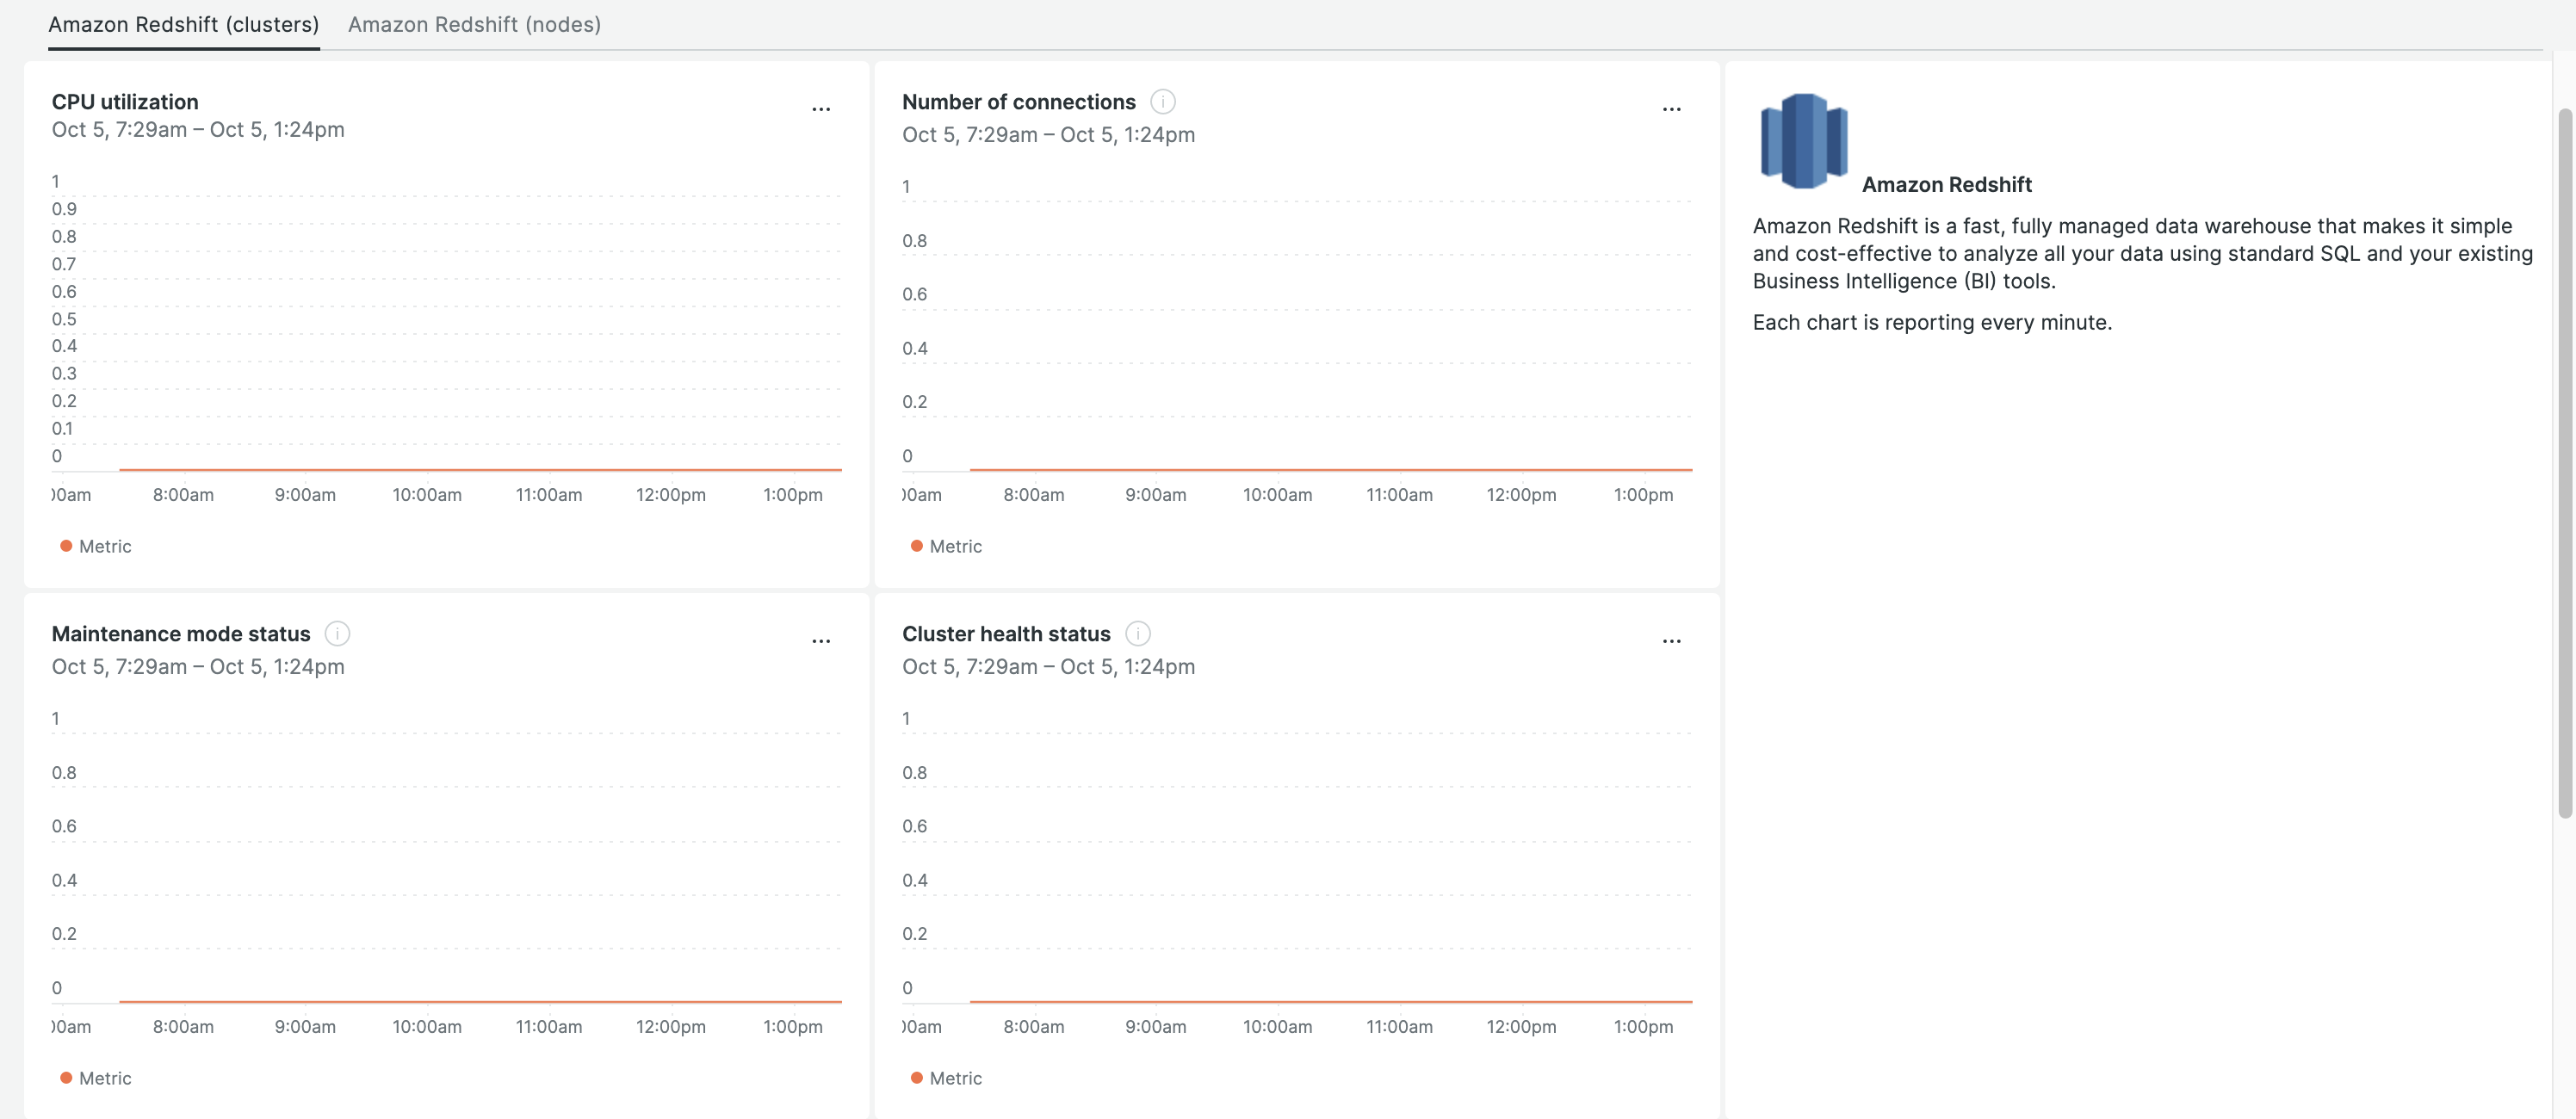 Amazon Redshift (clusters)
Amazon Redshift (nodes)
CPU utilization
...
Oct 5, 7:29am – Oct 5, 1:24pm
1
0.9
0.8
0.7
0.6
0.5
0.4
0.3
0.2
0.1
0
00am 8:00am 9:00am 10:00am 11:00am 12:00pm 1:00pm
Metric
Number of connections
...
Oct 5, 7:29am – Oct 5, 1:24pm
1
0.8
0.6
0.4
0.2
0
00am 8:00am 9:00am 10:00am 11:00am 12:00pm 1:00pm
Metric
Amazon Redshift
Amazon Redshift is a fast, fully managed data warehouse that makes it simple
and cost-effective to analyze all your data using standard SQL and your existing
Business Intelligence (BI) tools.
Each chart is reporting every minute.
Maintenance mode status
...
Oct 5, 7:29am – Oct 5, 1:24pm
1
0.8
0.6
0.4
0.2
0
00am 8:00am 9:00am 10:00am 11:00am 12:00pm 1:00pm
Metric
Cluster health status
...
Oct 5, 7:29am – Oct 5, 1:24pm
1
0.8
0.6
0.4
0.2
0
00am 8:00am 9:00am 10:00am 11:00am 12:00pm 1:00pm
Metric